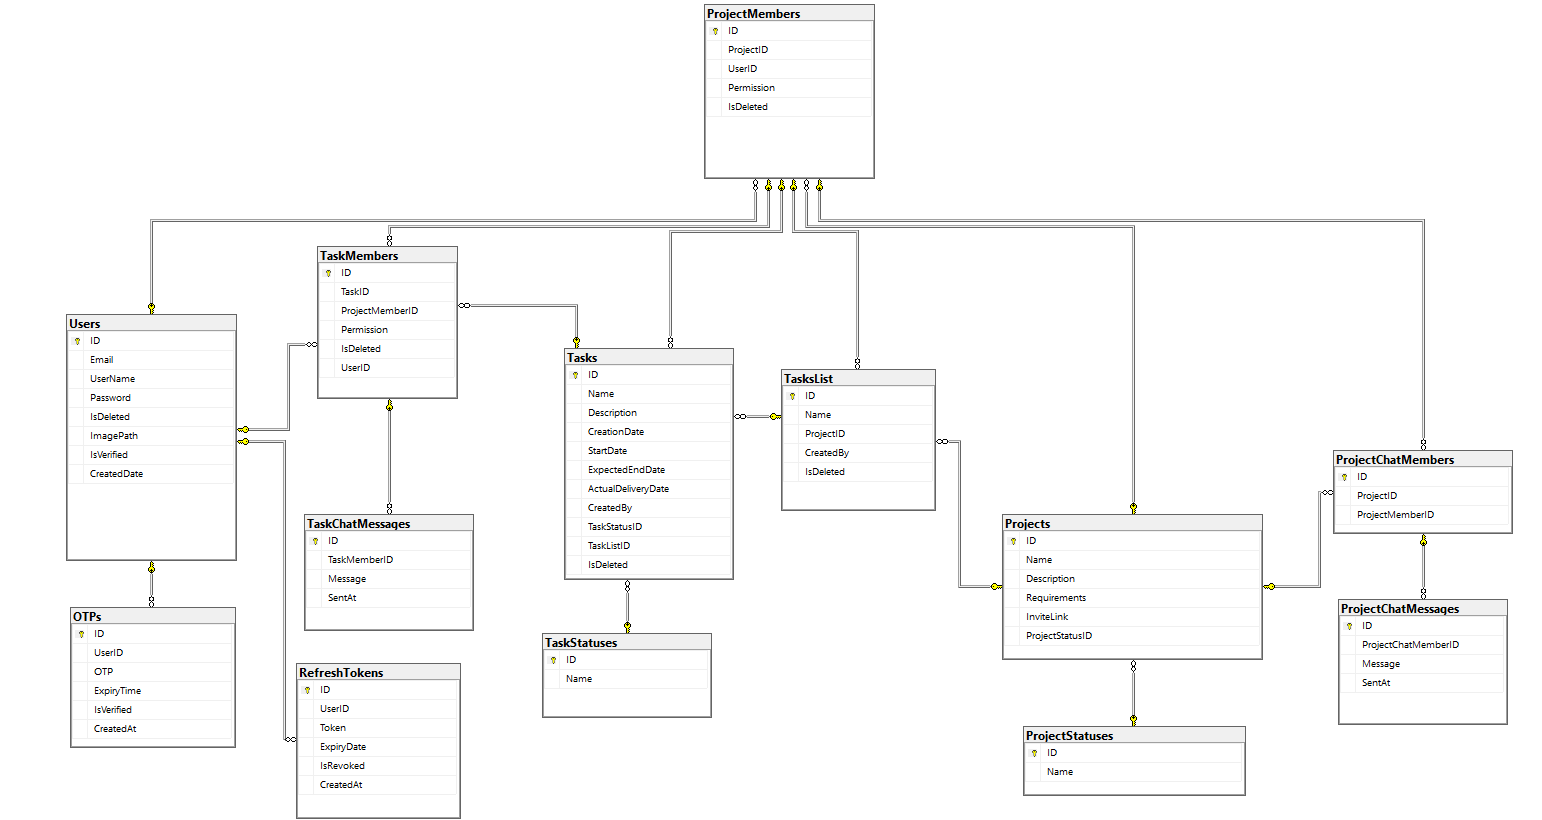 ProjectMembers
ID
ProjectID
UserID
Permission
IsDeleted
TaskMembers
ID
TaskID
ProjectMemberID
Permission
IsDeleted
UserID
Users
ID
Email
UserName
Password
IsDeleted
ImagePath
IsVerified
CreatedDate
Tasks
ID
Name
Description
CreationDate
StartDate
ExpectedEndDate
ActualDeliveryDate
CreatedBy
TaskStatusID
TaskListID
IsDeleted
TasksList
ID
Name
ProjectID
CreatedBy
IsDeleted
ProjectChatMembers
ID
ProjectID
ProjectMemberID
TaskChatMessages
ID
TaskMemberID
Message
SentAt
Projects
ID
Name
Description
Requirements
InviteLink
ProjectStatusID
ProjectChatMessages
ID
ProjectChatMemberID
Message
SentAt
OTPs
ID
UserID
OTP
ExpiryTime
IsVerified
CreatedAt
TaskStatuses
ID
Name
RefreshTokens
ID
UserID
Token
ExpiryDate
IsRevoked
CreatedAt
ProjectStatuses
ID
Name